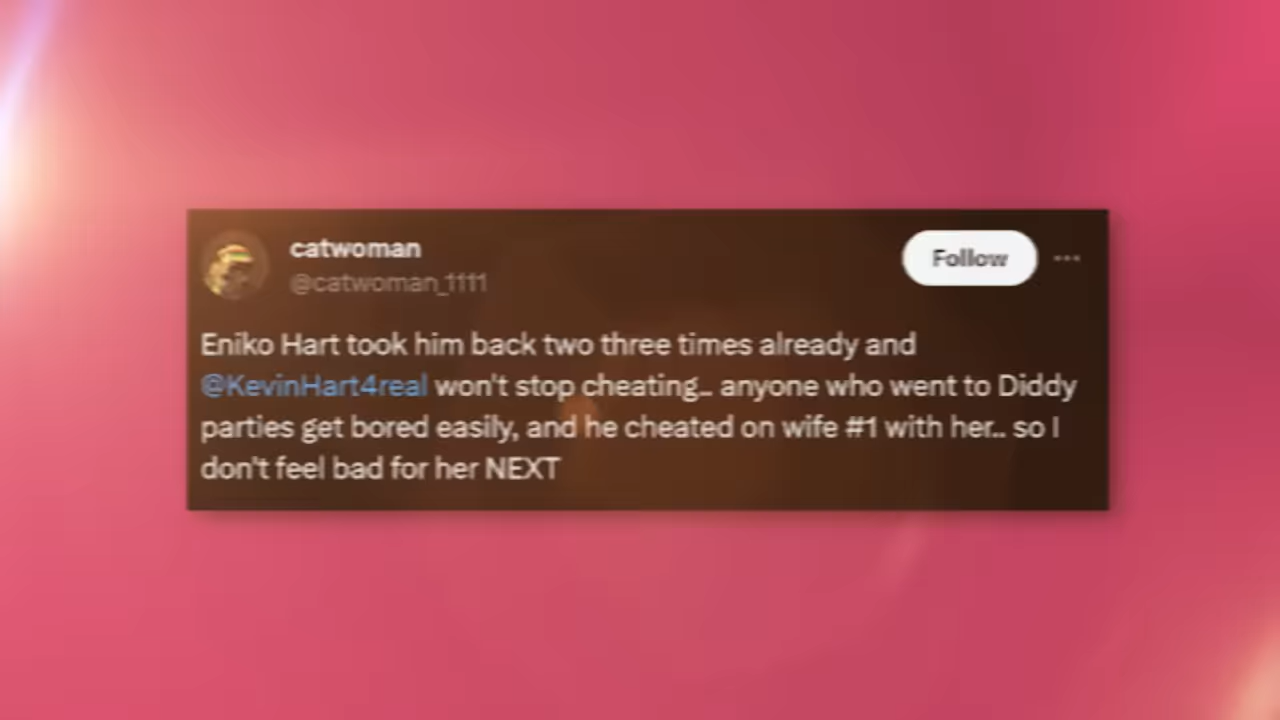 catwoman
@catwoman_1111
Follow
Eniko Hart took him back two three times already and
@KevinHart4real won't stop cheating.. anyone who went to Diddy
parties get bored easily, and he cheated on wife #1 with her.. so I
don't feel bad for her NEXT